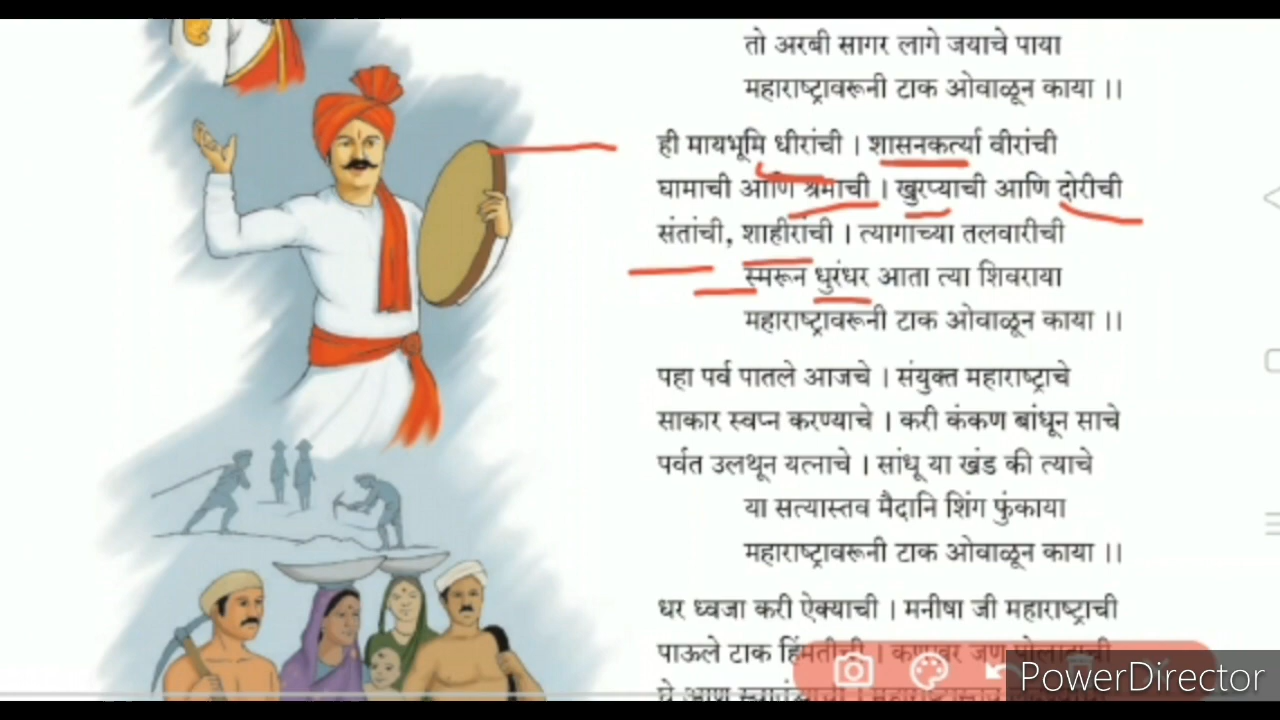 तो अरबी सागर लागे जयाचे पाया
महाराष्ट्रावरूनी टाक ओवाळून काया ।।
ही मायभूमि धीरांची । शासनकर्त्या वीरांची
घामाची आणि श्रमाची । खुरप्याची आणि दोरीची
संतांची, शाहीरांची । त्यागाच्या तलवारीची
स्मरून धुरंधर आता त्या शिवराया
महाराष्ट्रावरूनी टाक ओवाळून काया ।।
पहा पर्व पातले आजचे । संयुक्त महाराष्ट्राचे
साकार स्वप्न करण्याचे । करी कंकण बांधून साचे
पर्वत उलथून यत्नाचे । सांधू या खंड की त्याचे
या सत्यास्तव मैदानि शिंग फुंकाया
महाराष्ट्रावरूनी टाक ओवाळून काया ।।
धर ध्वजा करी ऐक्याची । मनीषा जी महाराष्ट्राची
पाऊले टाक हिंमतीची ।
PowerDirector